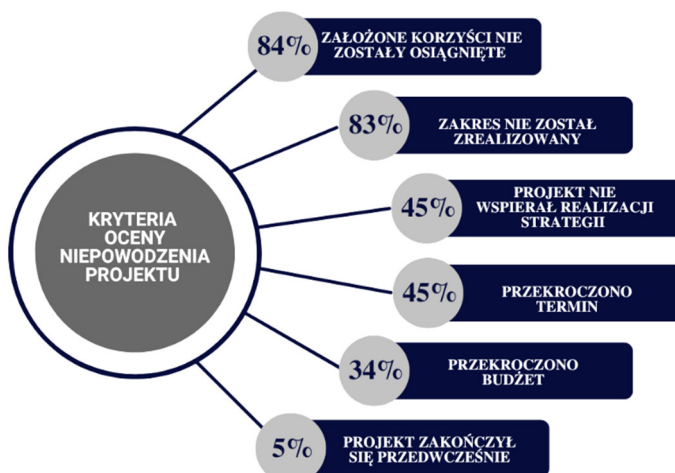 84%
ZAŁOŻONE KORZYŚCI NIE
ZOSTAŁY OSIĄGNIĘTE
83%
ZAKRES NIE ZOSTAŁ
ZREALIZOWANY
KRYTERIA
OCENY
NIEPOWODZENIA
PROJEKTU
45%
PROJEKT NIE
WSPIERAŁ REALIZACJI
STRATEGII
45%
PRZEKROCZONO
TERMIN
34%
PRZEKROCZONO
BUDŻET
5%
PROJEKT ZAKOŃCZYŁ
SIĘ PRZEDWCZEŚNIE